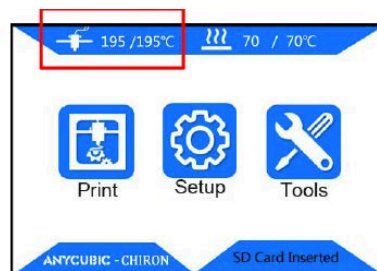 195 /195℃ 70 / 70℃
Print Setup Tools
ANYCUBIC - CHIRON SD Card Inserted